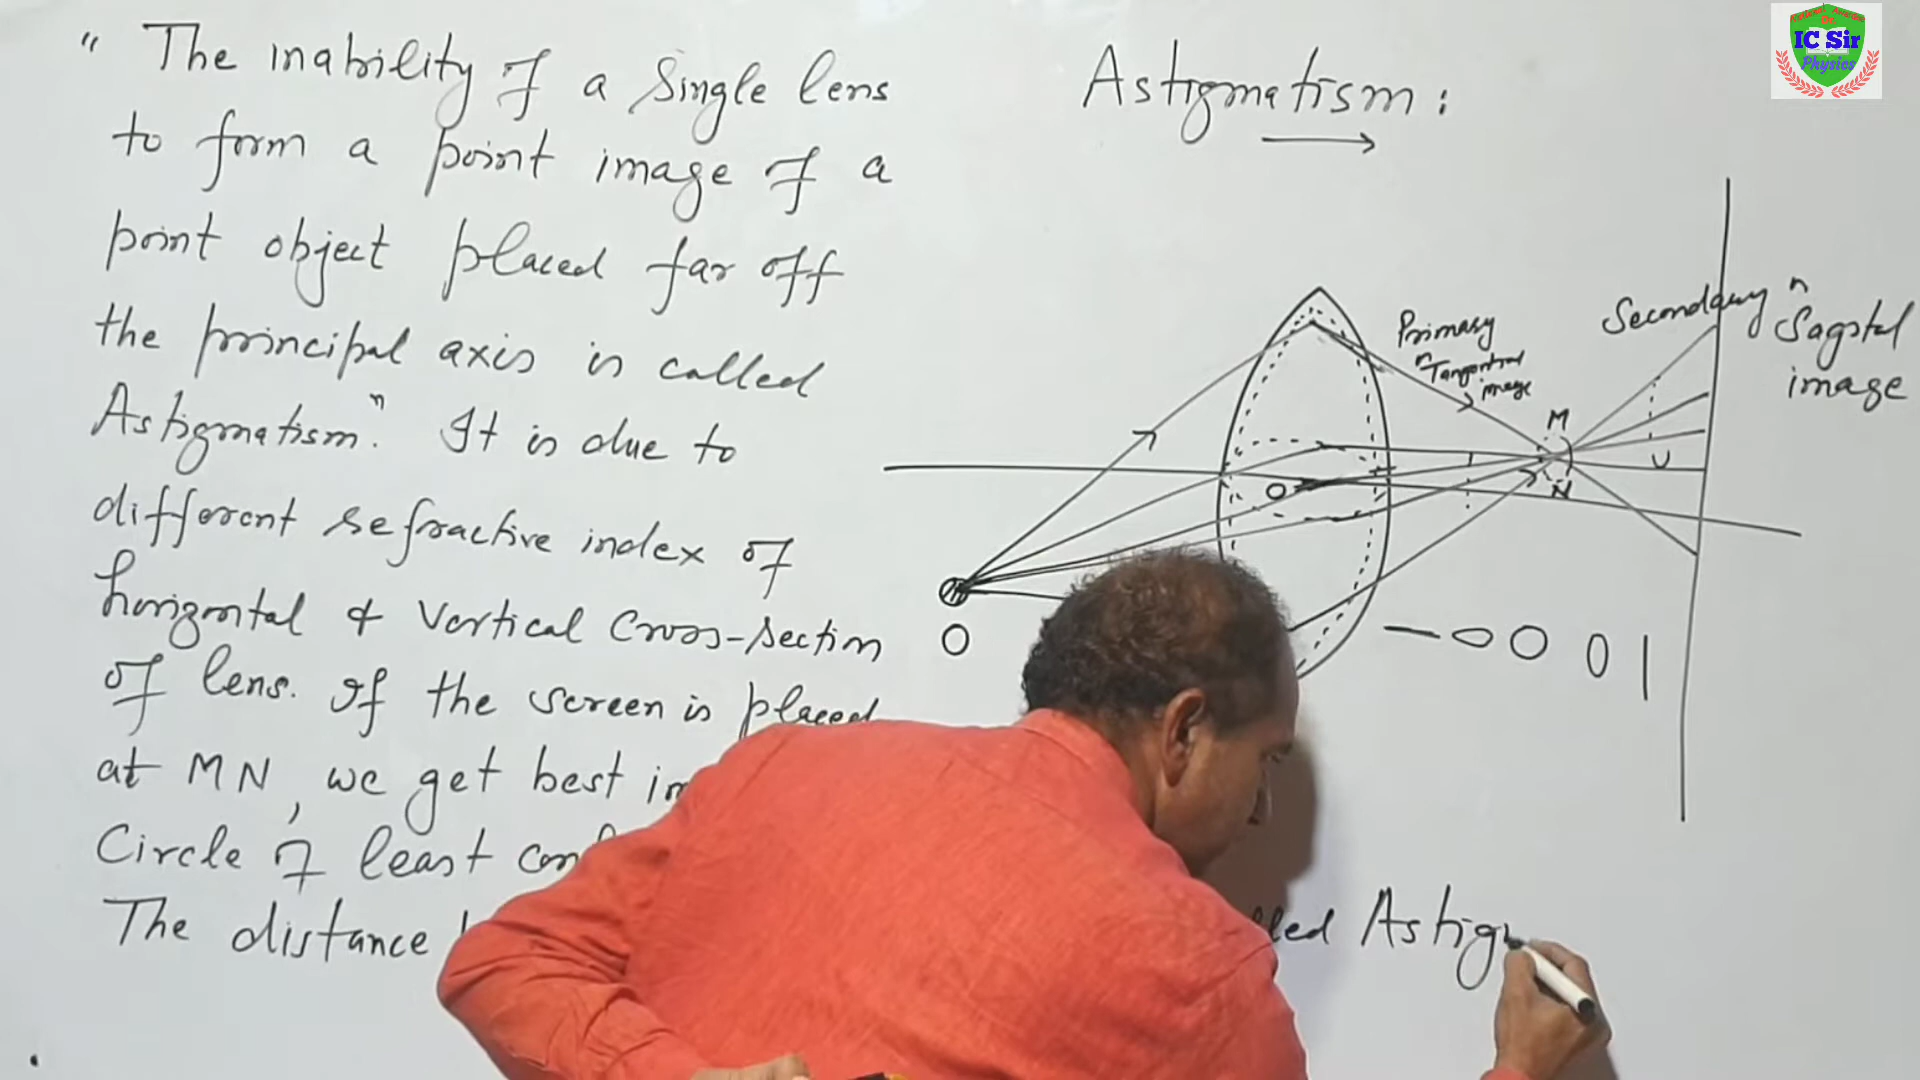 " The inability of a Single lens
to form a point image of a
point object placed far off
the principal axis is called
Astigmatism." It is due to
different refractive index of
horizontal & Vertical Cross-section
of lens. If the screen is placed
at MN, we get best
Circle of least
The distance
Called Astig
Astigmatism:
Primary
"Tangential
image
Secondary "
Sagital
image
M
N
O
O
U
IC Sir
Physics